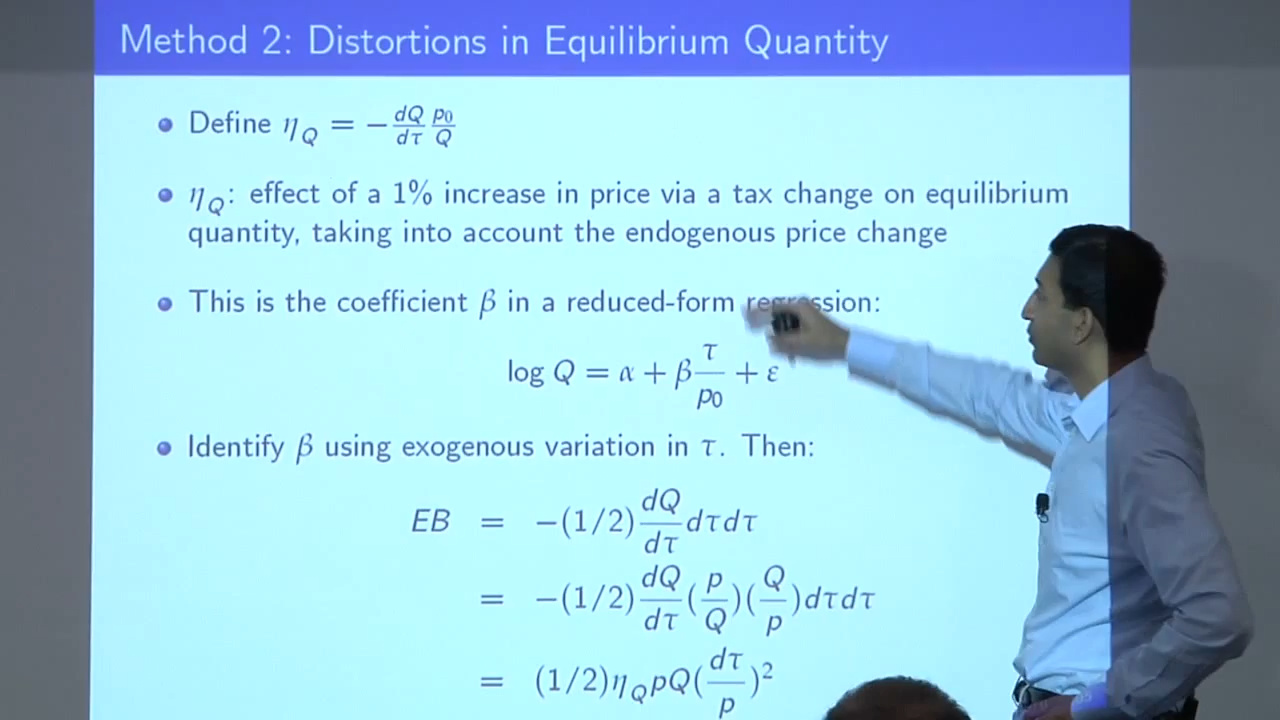 Method 2: Distortions in Equilibrium Quantity
Define η_Q = −dQ/dτ p₀/Q
η_Q: effect of a 1% increase in price via a tax change on equilibrium
quantity, taking into account the endogenous price change
This is the coefficient β in a reduced-form regression:
log Q = α + β τ/p₀ + ε
Identify β using exogenous variation in τ. Then:
EB = −(1/2) dQ/dτ dτdτ
= −(1/2) dQ/dτ (p/Q)(Q/p)dτdτ
= (1/2)η_Q pQ(dτ/p)²